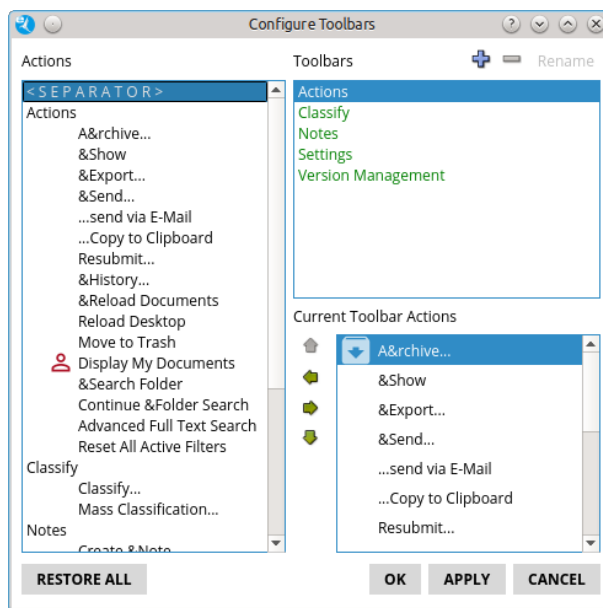 Configure Toolbars
Actions
< S E P A R A T O R >
Actions
A&rchive...
&Show
&Export...
&Send...
...send via E-Mail
...Copy to Clipboard
Resubmit...
&History...
&Reload Documents
Reload Desktop
Move to Trash
Display My Documents
&Search Folder
Continue &Folder Search
Advanced Full Text Search
Reset All Active Filters
Classify
Classify...
Mass Classification...
Notes
Create &Note
Toolbars
Rename
Actions
Classify
Notes
Settings
Version Management
Current Toolbar Actions
A&rchive...
&Show
&Export...
&Send...
...send via E-Mail
...Copy to Clipboard
Resubmit...
RESTORE ALL
OK
APPLY
CANCEL